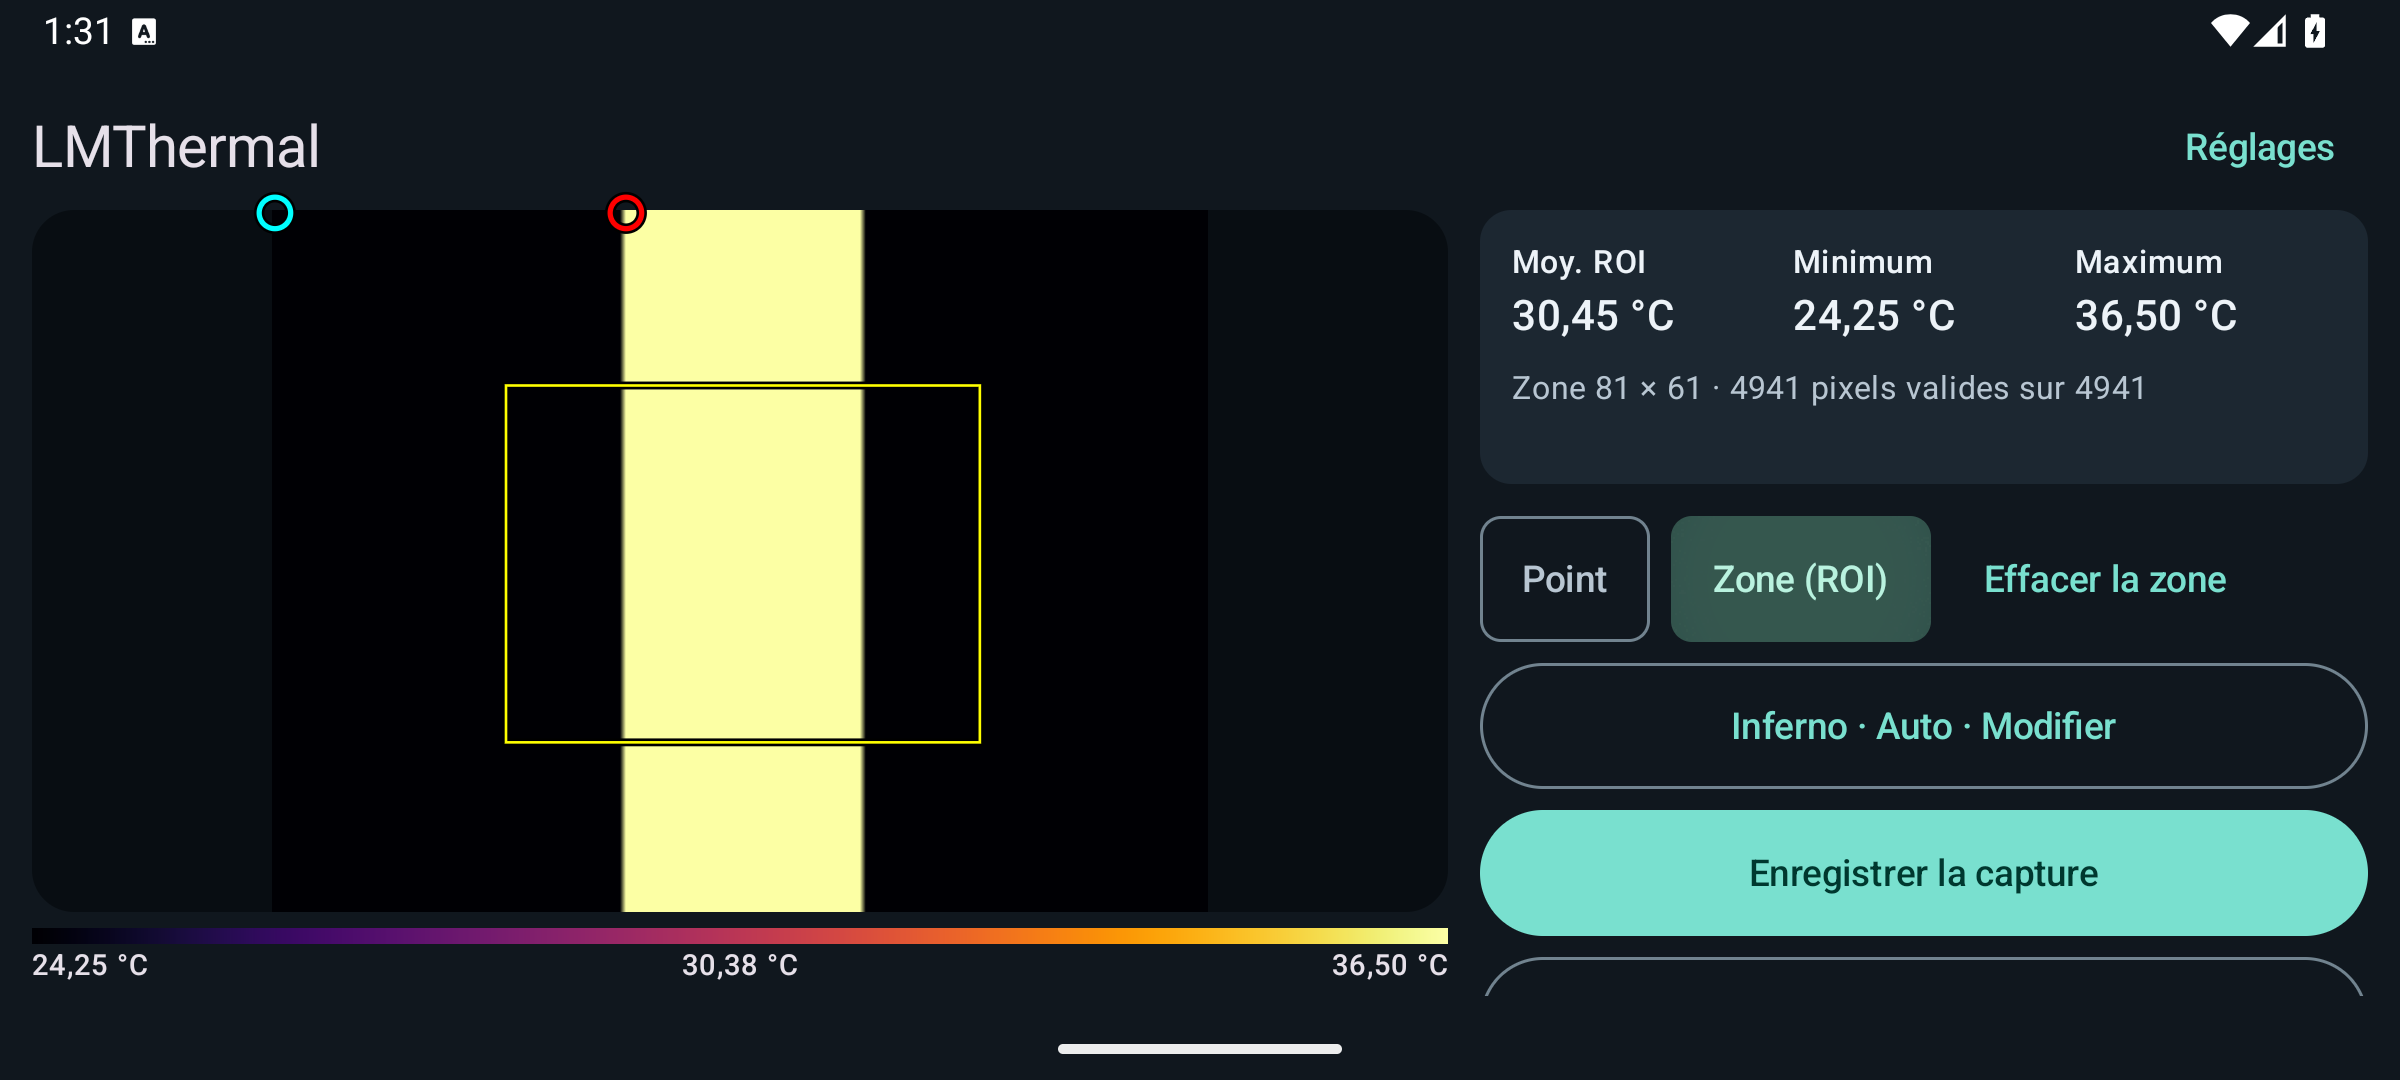 1:31
LMThermal
Réglages
Moy. ROI Minimum Maximum
30,45 °C 24,25 °C 36,50 °C
Zone 81 × 61 · 4941 pixels valides sur 4941
Point Zone (ROI) Effacer la zone
Inferno · Auto · Modifier
Enregistrer la capture
24,25 °C 30,38 °C 36,50 °C